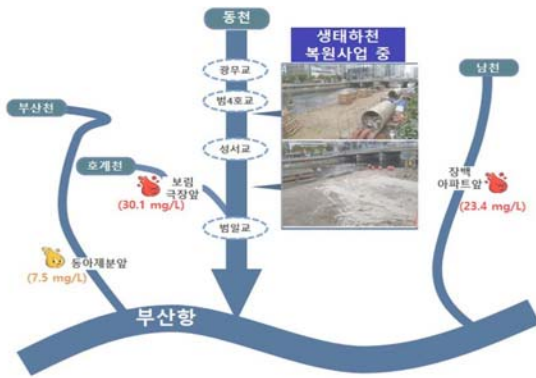 동천
생태하천
복원사업 중
남천
광무교
부산천
범4호교
호계천
성서교
보림
극장앞
(30.1 mg/L)
장백
아파트앞
(23.4 mg/L)
범일교
동아제분앞
(7.5 mg/L)
부산항